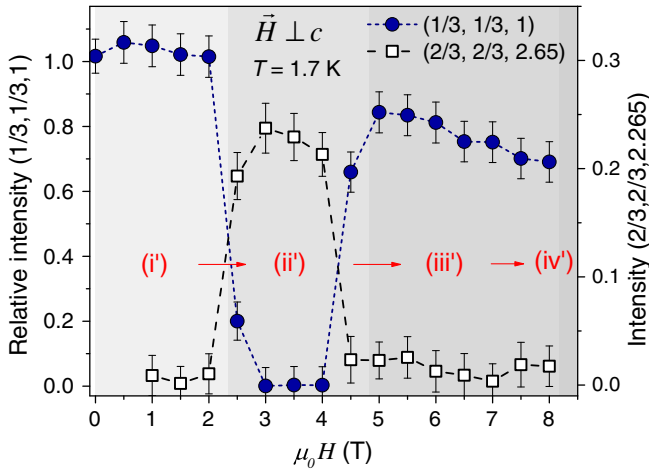 H ⊥ c
T = 1.7 K
(1/3, 1/3, 1)
(2/3, 2/3, 2.65)
Relative intensity (1/3,1/3,1)
1.0
0.8
0.6
0.4
0.2
0.0
Intensity (2/3,2/3,2.265)
0.3
0.2
0.1
0.0
(i')
(ii')
(iii')
(iv')
0 1 2 3 4 5 6 7 8
μ₀H (T)